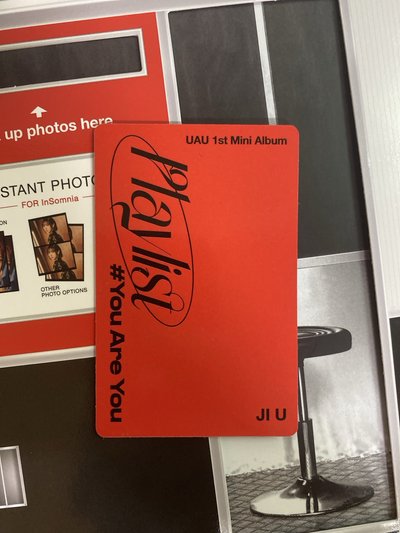 up photos here
STANT PHOTO
FOR InSomnia
ION
OTHER
PHOTO OPTIONS
UAU 1st Mini Album
Playlist
#You Are You
JI U